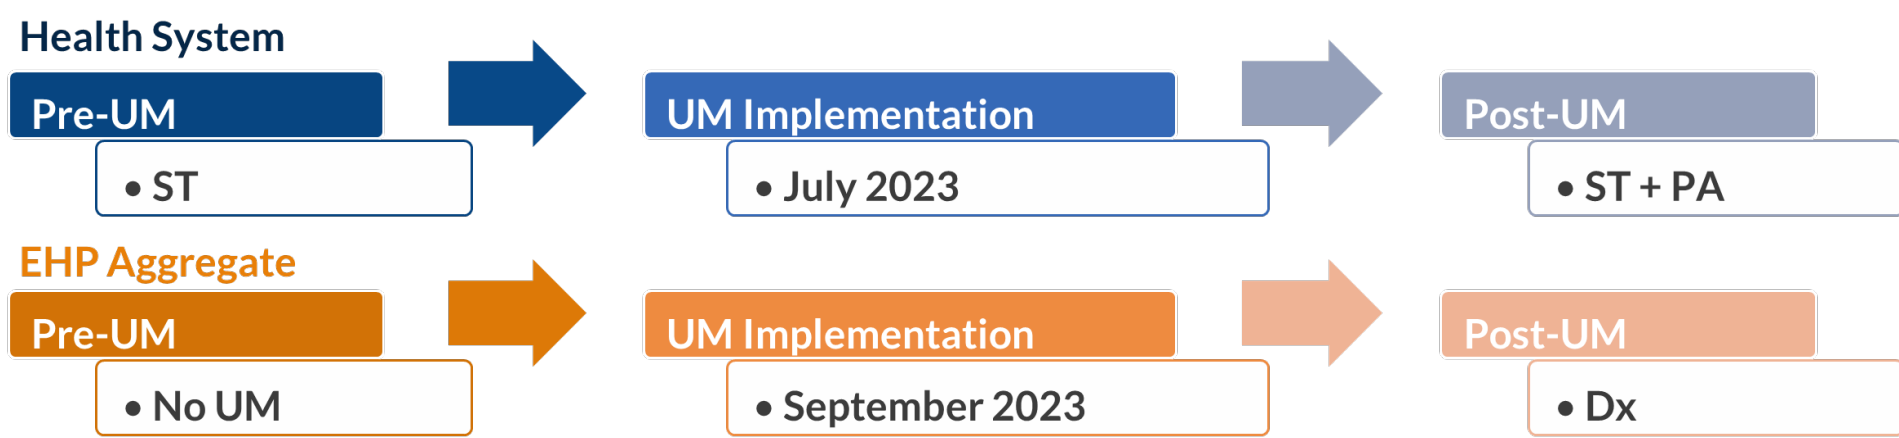 Health System
Pre-UM
UM Implementation
Post-UM
• ST
• July 2023
• ST + PA
EHP Aggregate
Pre-UM
UM Implementation
Post-UM
• No UM
• September 2023
• Dx